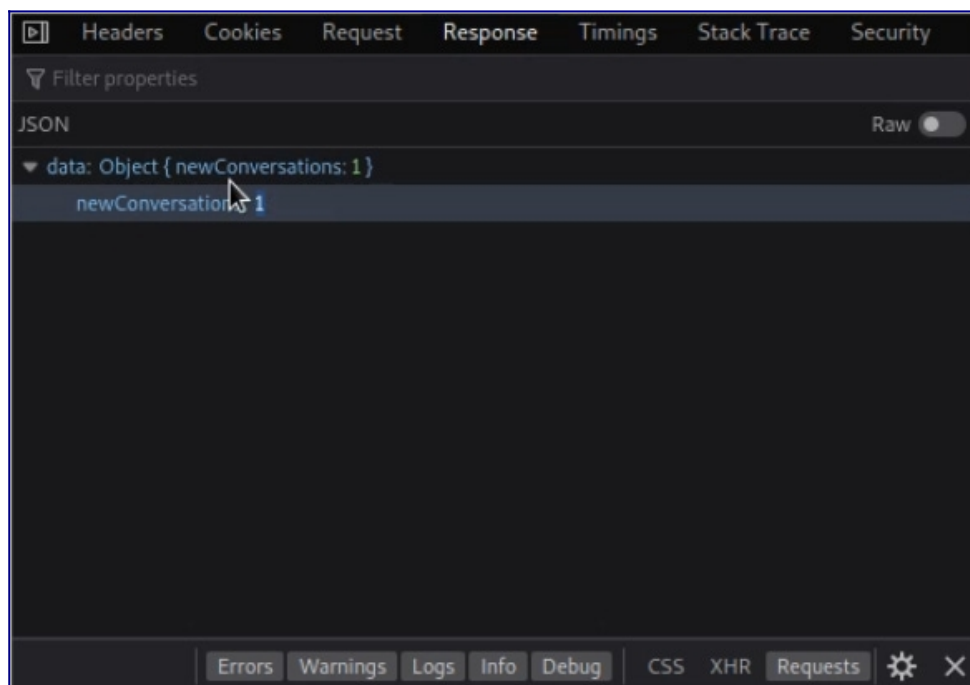 Headers Cookies Request Response Timings Stack Trace Security
Filter properties
JSON Raw
data: Object { newConversations: 1 }
newConversation 1
Errors Warnings Logs Info Debug CSS XHR Requests